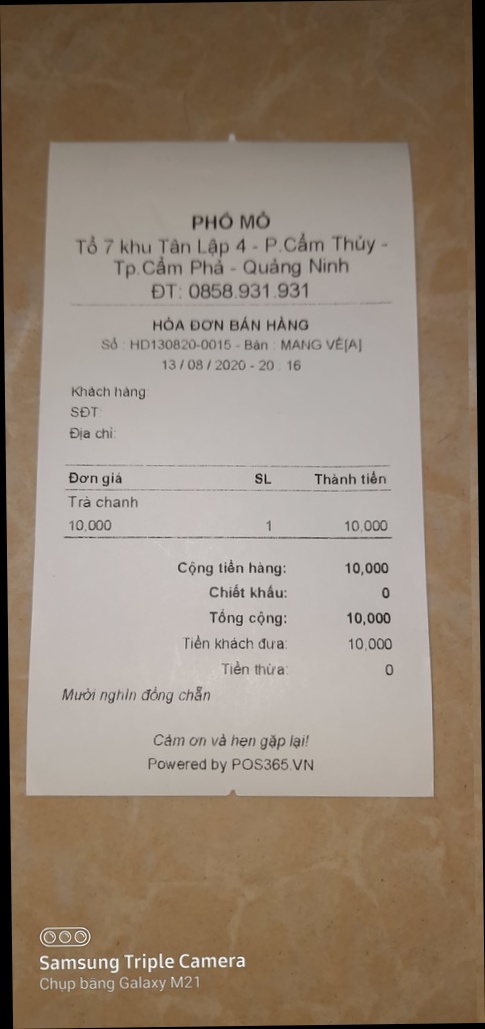 PHỐ MỎ
Tổ 7 khu Tân Lập 4 - P.Cẩm Thủy -
Tp.Cẩm Phả - Quảng Ninh
ĐT: 0858.931.931
HÓA ĐƠN BÁN HÀNG
Số : HD130820-0015 - Bàn : MANG VỀ[A]
13 / 08 / 2020 - 20 : 16
Khách hàng:
SĐT:
Địa chỉ:
Đơn giá SL Thành tiền
Trà chanh
10,000 1 10,000
Cộng tiền hàng: 10,000
Chiết khấu: 0
Tổng cộng: 10,000
Tiền khách đưa: 10,000
Tiền thừa: 0
Mười nghìn đồng chẵn
Cảm ơn và hẹn gặp lại!
Powered by POS365.VN
Samsung Triple Camera
Chụp bằng Galaxy M21